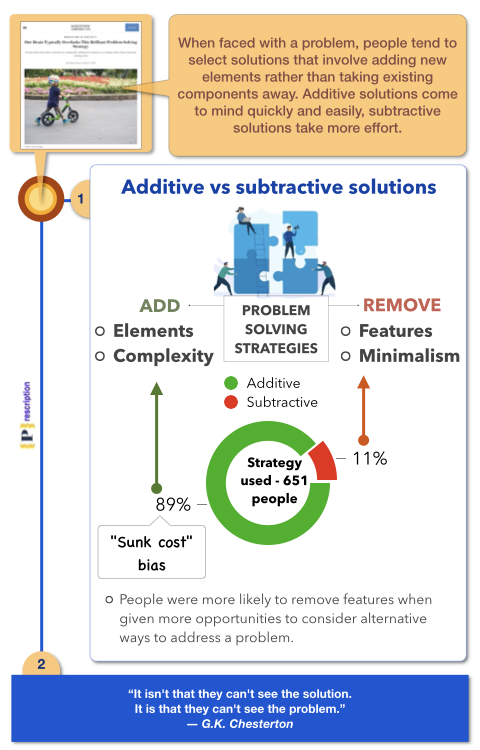 SCIENTIFIC
AMERICAN
Our Brain Typically Overlooks This Brilliant Problem-Solving
Strategy
When faced with a problem, people tend to
select solutions that involve adding new
elements rather than taking existing
components away. Additive solutions come
to mind quickly and easily, subtractive
solutions take more effort.
1
Additive vs subtractive solutions
ADD
Elements
Complexity
PROBLEM
SOLVING
STRATEGIES
REMOVE
Features
Minimalism
Additive
Subtractive
Strategy
used - 651
people
11%
89%
"Sunk cost"
bias
People were more likely to remove features when
given more opportunities to consider alternative
ways to address a problem.
Prescription
2
“It isn't that they can't see the solution.
It is that they can't see the problem.”
— G.K. Chesterton